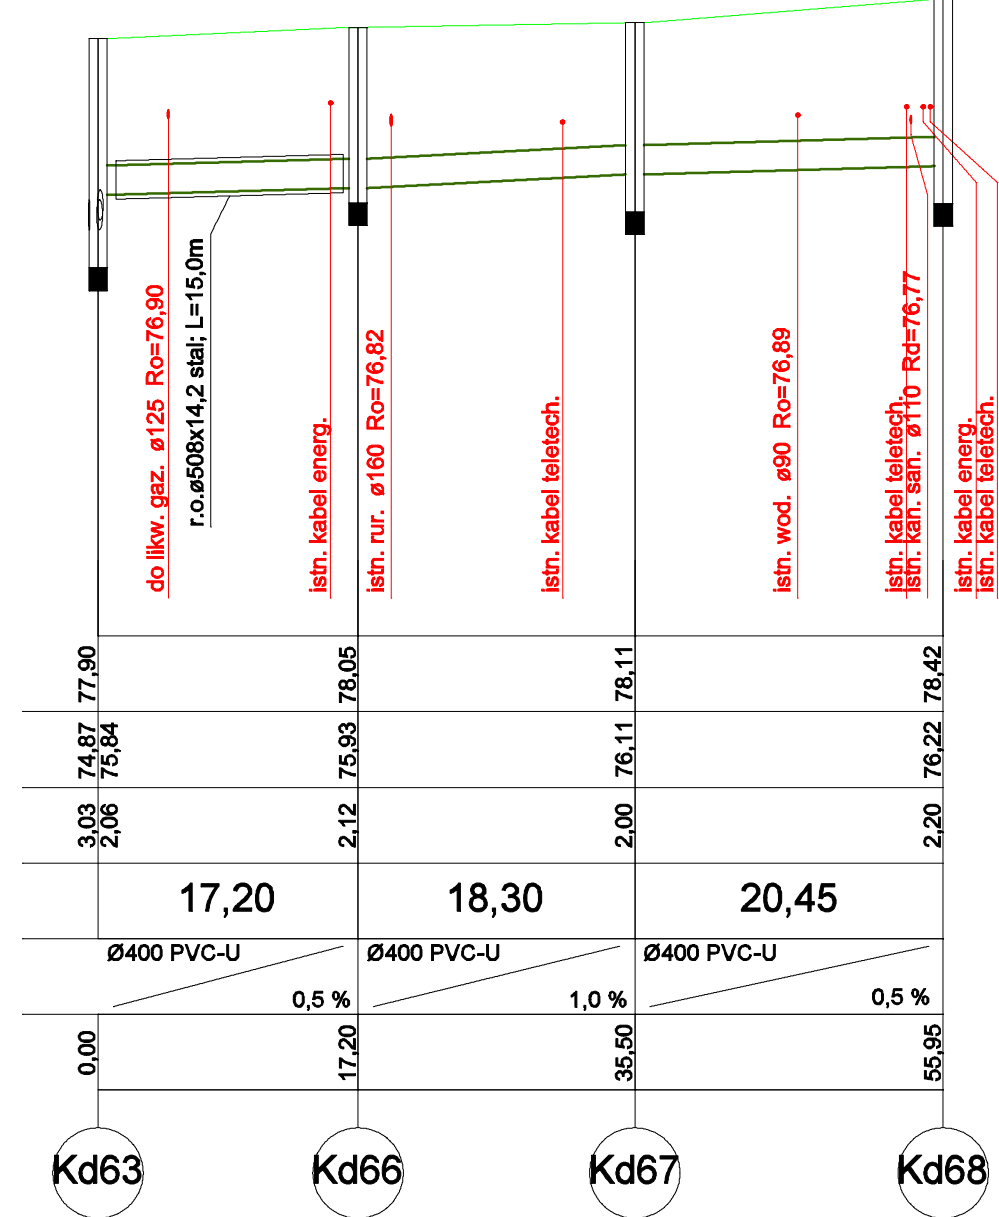 do likw. gaz. ø125 Ro=76,90
r.o.ø508x14,2 stal; L=15,0m
istn. kabel energ.
istn. rur. ø160 Ro=76,82
istn. kabel teletech.
istn. wod. ø90 Ro=76,89
istn. kabel teletech.
istn. kan. san. ø110 Rd=76,77
istn. kabel energ.
istn. kabel teletech.
77,90 78,05 78,11 78,42
74,87 75,84 75,93 76,11 76,22
3,03 2,06 2,12 2,00 2,20
17,20 18,30 20,45
Ø400 PVC-U Ø400 PVC-U Ø400 PVC-U
0,5 % 1,0 % 0,5 %
0,00 17,20 35,50 55,95
Kd63 Kd66 Kd67 Kd68